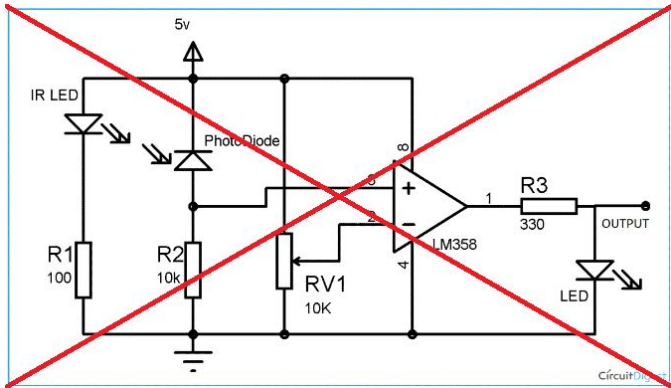 5v
IR LED
PhotoDiode
8
3
+
2
−
1
LM358
4
R1
100
R2
10k
RV1
10K
R3
330
OUTPUT
LED
CircuitDigest